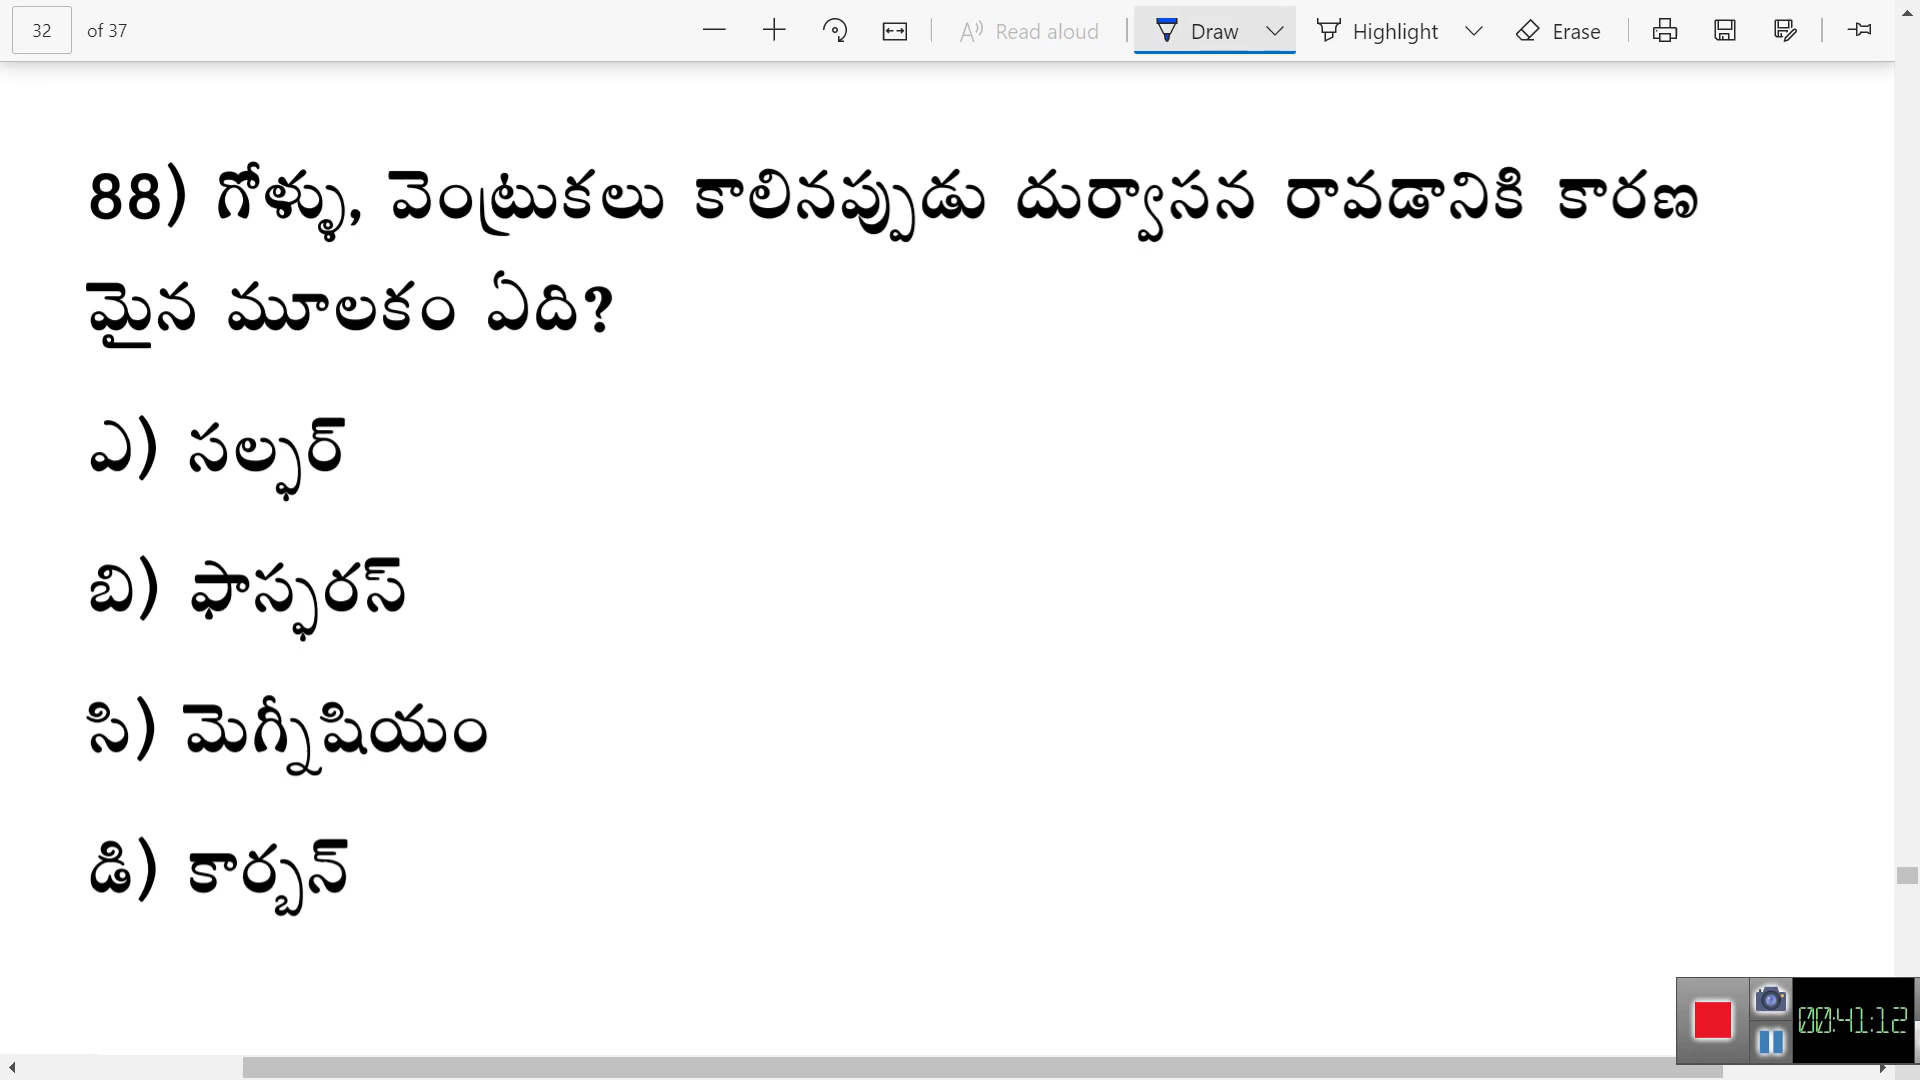 32 of 37 Read aloud Draw Highlight Erase
88) గోళ్ళు, వెంట్రుకలు కాలినప్పుడు దుర్వాసన రావడానికి కారణ
మైన మూలకం ఏది?
ఎ) సల్ఫర్
బి) ఫాస్ఫరస్
సి) మెగ్నీషియం
డి) కార్బన్
00:41:12